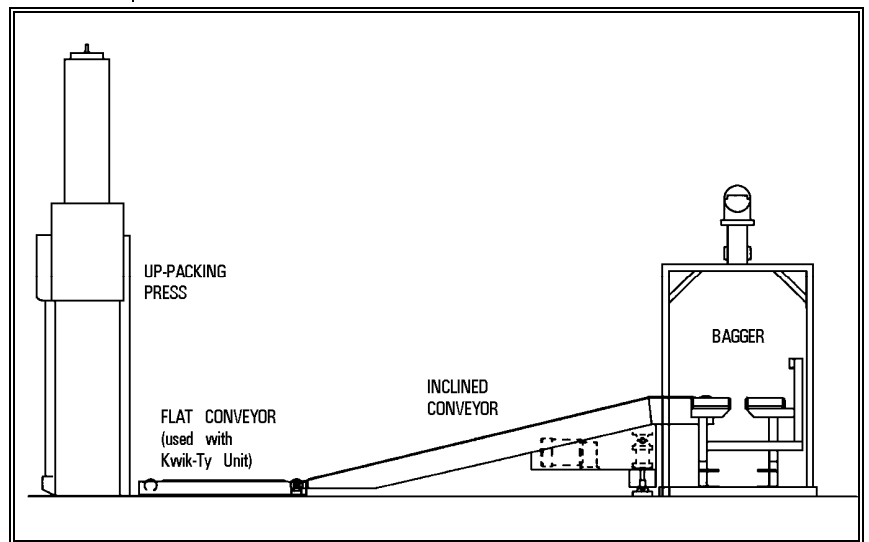 UP-PACKING
PRESS
FLAT CONVEYOR
(used with
Kwik-Ty Unit)
INCLINED
CONVEYOR
BAGGER